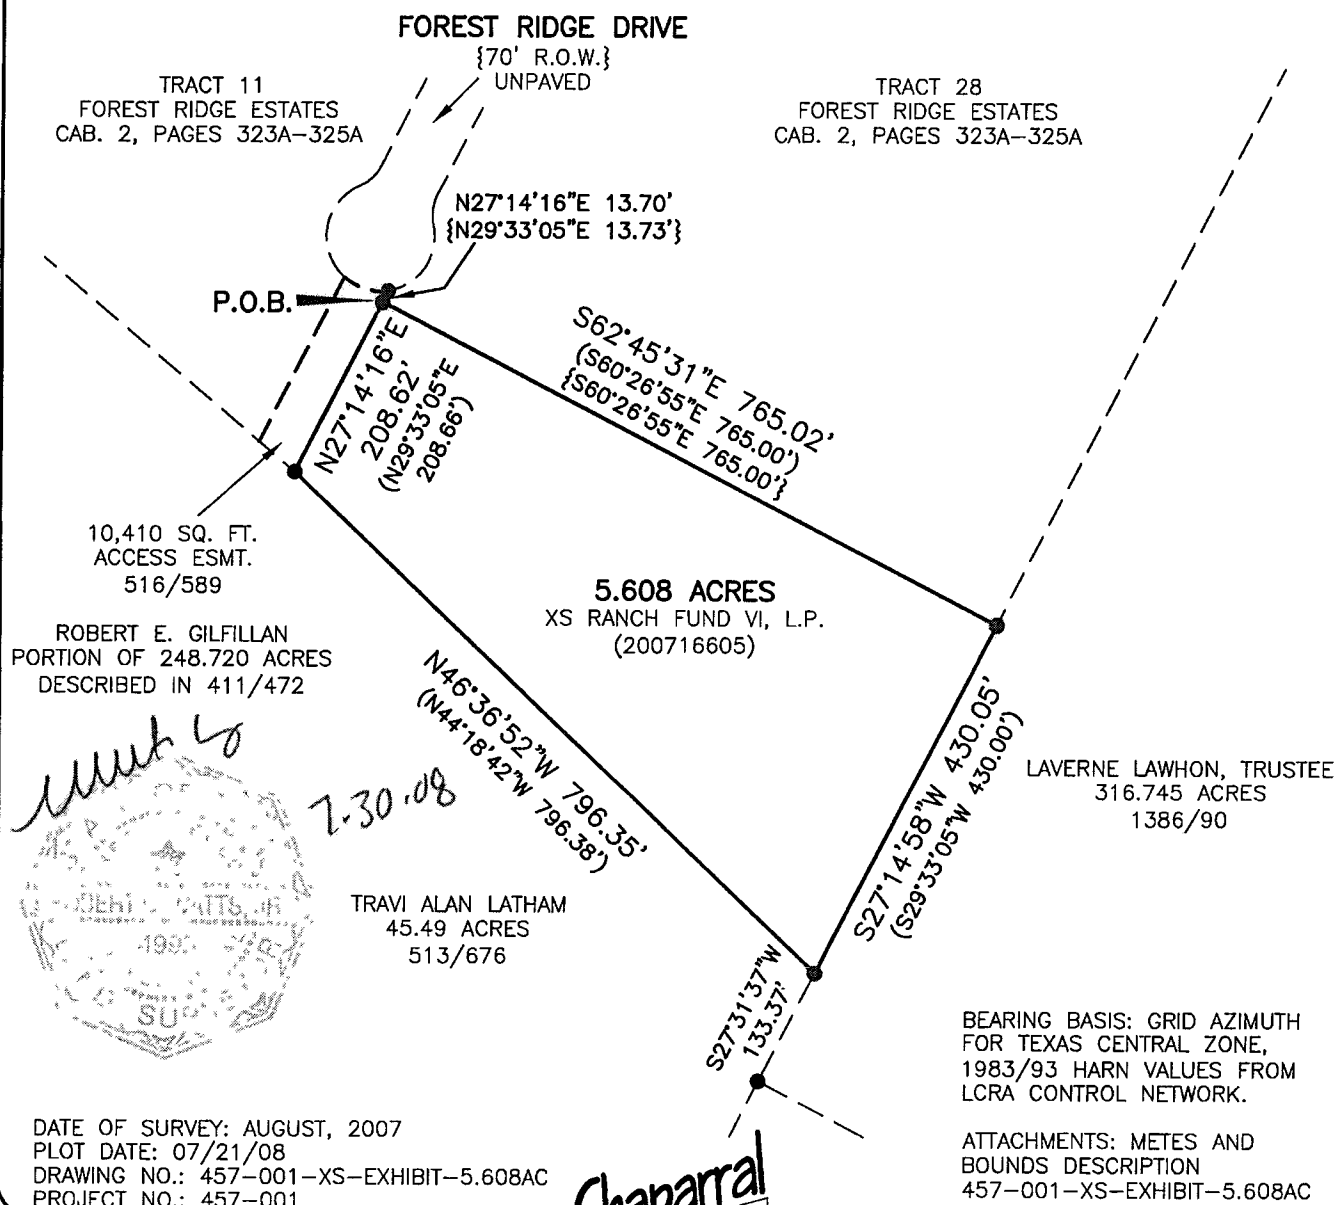 FOREST RIDGE DRIVE
{70' R.O.W.}
UNPAVED
TRACT 11
FOREST RIDGE ESTATES
CAB. 2, PAGES 323A-325A
TRACT 28
FOREST RIDGE ESTATES
CAB. 2, PAGES 323A-325A
N27°14'16"E 13.70'
{N29°33'05"E 13.73'}
P.O.B.
S62°45'31"E 765.02'
(S60°26'55"E 765.00')
{S60°26'55"E 765.00'}
N27°14'16"E
208.62'
(N29°33'05"E
208.66')
10,410 SQ. FT.
ACCESS ESMT.
516/589
5.608 ACRES
XS RANCH FUND VI, L.P.
(200716605)
ROBERT E. GILFILLAN
PORTION OF 248.720 ACRES
DESCRIBED IN 411/472
N46°36'52"W 796.35'
(N44°18'42"W 796.38')
S27°14'58"W 430.05'
(S29°33'05"W 430.00')
LAVERNE LAWHON, TRUSTEE
316.745 ACRES
1386/90
7.30.08
TRAVI ALAN LATHAM
45.49 ACRES
513/676
S27°31'37"W
133.37'
BEARING BASIS: GRID AZIMUTH
FOR TEXAS CENTRAL ZONE,
1983/93 HARN VALUES FROM
LCRA CONTROL NETWORK.
DATE OF SURVEY: AUGUST, 2007
PLOT DATE: 07/21/08
DRAWING NO.: 457-001-XS-EXHIBIT-5.608AC
PROJECT NO.: 457-001
Chaparral
ATTACHMENTS: METES AND
BOUNDS DESCRIPTION
457-001-XS-EXHIBIT-5.608AC